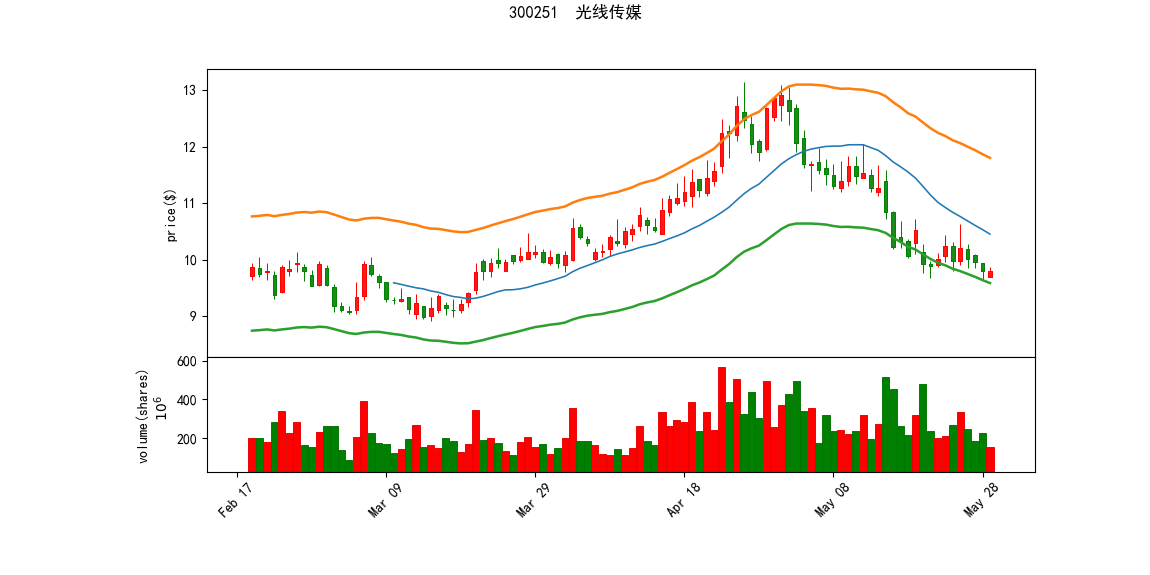 300251  光线传媒
price($)
13
12
11
10
9
volume(shares)
10^6
600
400
200
Feb 17
Mar 09
Mar 29
Apr 18
May 08
May 28